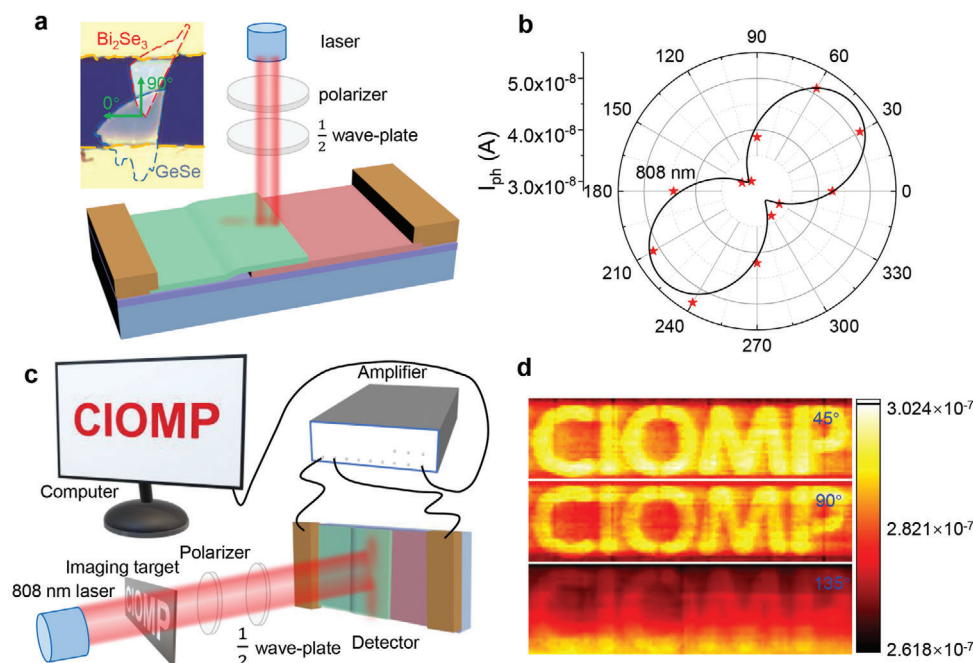 a
Bi₂Se₃
90°
0°
GeSe
laser
polarizer
1/2 wave-plate
b
90
120
60
150
30
180
0
210
330
240
300
270
5.0x10⁻⁸
4.0x10⁻⁸
3.0x10⁻⁸
I_ph (A)
808 nm
c
CIOMP
Computer
Amplifier
Polarizer
Imaging target
808 nm laser
CIOMP
1/2 wave-plate
Detector
d
CIOMP
45°
CIOMP
90°
CIOMP
135°
3.024×10⁻⁷
2.821×10⁻⁷
2.618×10⁻⁷